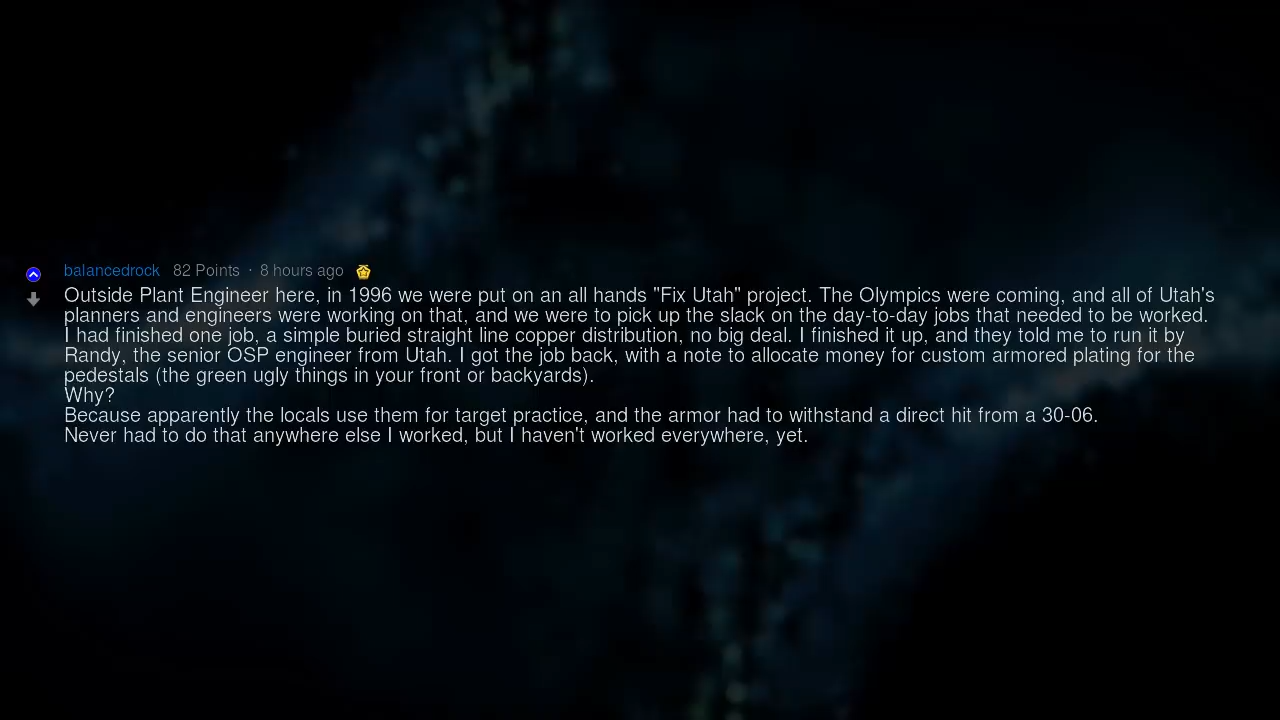 balancedrock 82 Points · 8 hours ago
Outside Plant Engineer here, in 1996 we were put on an all hands "Fix Utah" project. The Olympics were coming, and all of Utah's
planners and engineers were working on that, and we were to pick up the slack on the day-to-day jobs that needed to be worked.
I had finished one job, a simple buried straight line copper distribution, no big deal. I finished it up, and they told me to run it by
Randy, the senior OSP engineer from Utah. I got the job back, with a note to allocate money for custom armored plating for the
pedestals (the green ugly things in your front or backyards).
Why?
Because apparently the locals use them for target practice, and the armor had to withstand a direct hit from a 30-06.
Never had to do that anywhere else I worked, but I haven't worked everywhere, yet.